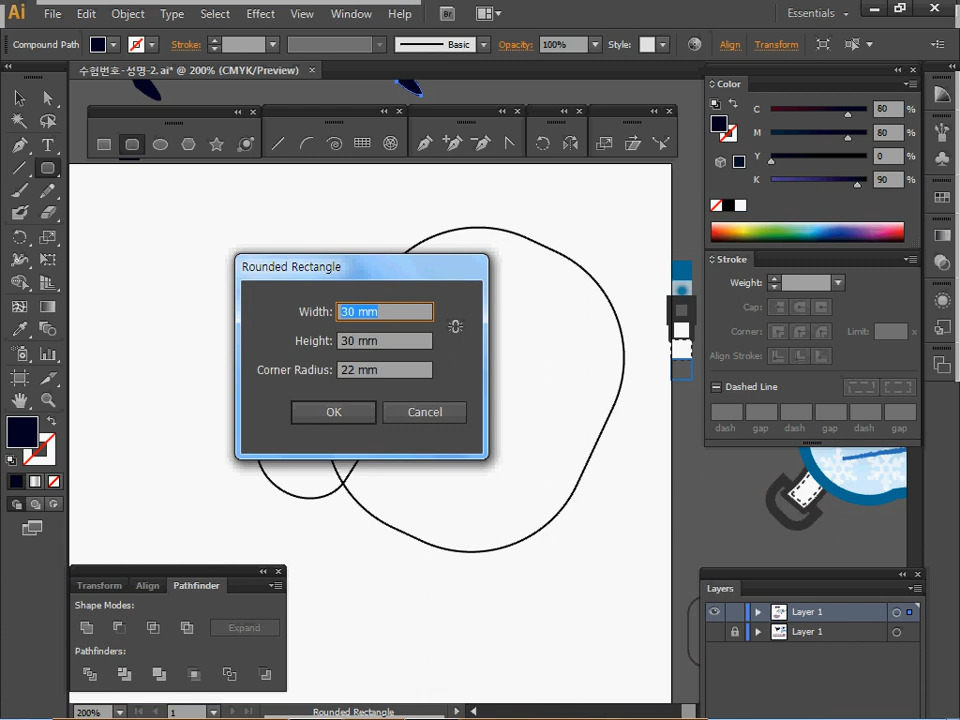 Ai File Edit Object Type Select Effect View Window Help Br Essentials
Compound Path Stroke: Basic Opacity: 100% Style: Align Transform
수험번호-성명-2.ai* @ 200% (CMYK/Preview)
Color
C 80 %
M 80 %
Y 0 %
K 90 %
Stroke
Weight:
Cap:
Corner: Limit:
Align Stroke:
Dashed Line
dash gap dash gap dash gap
Rounded Rectangle
Width: 30 mm
Height: 30 mm
Corner Radius: 22 mm
OK Cancel
Transform Align Pathfinder
Shape Modes:
Expand
Pathfinders:
Layers
Layer 1
Layer 1
200% 1 Rounded Rectangle